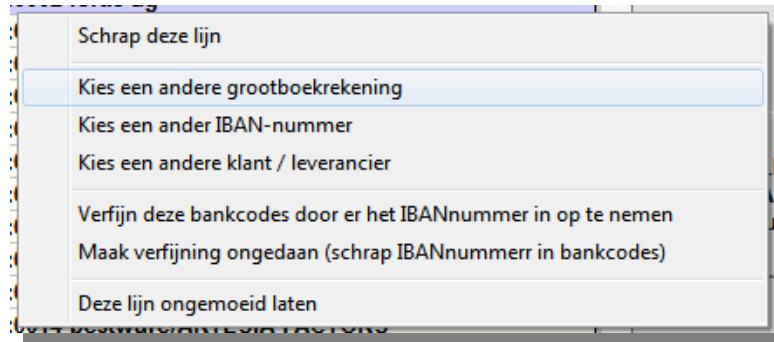 Schrap deze lijn
Kies een andere grootboekrekening
Kies een ander IBAN-nummer
Kies een andere klant / leverancier
Verfijn deze bankcodes door er het IBANnummer in op te nemen
Maak verfijning ongedaan (schrap IBANnummerr in bankcodes)
Deze lijn ongemoeid laten